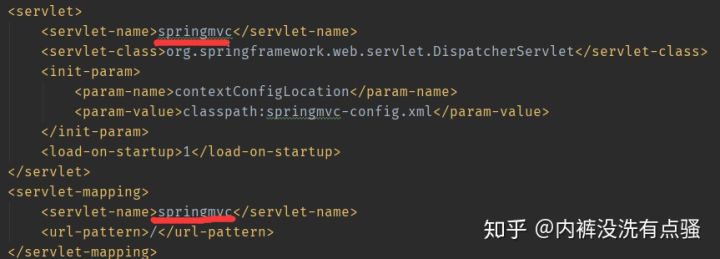 <servlet>
<servlet-name>springmvc</servlet-name>
<servlet-class>org.springframework.web.servlet.DispatcherServlet</servlet-class>
<init-param>
<param-name>contextConfigLocation</param-name>
<param-value>classpath:springmvc-config.xml</param-value>
</init-param>
<load-on-startup>1</load-on-startup>
</servlet>
<servlet-mapping>
<servlet-name>springmvc</servlet-name>
<url-pattern>/</url-pattern>
</servlet-mapping>
知乎 @内裤没洗有点骚